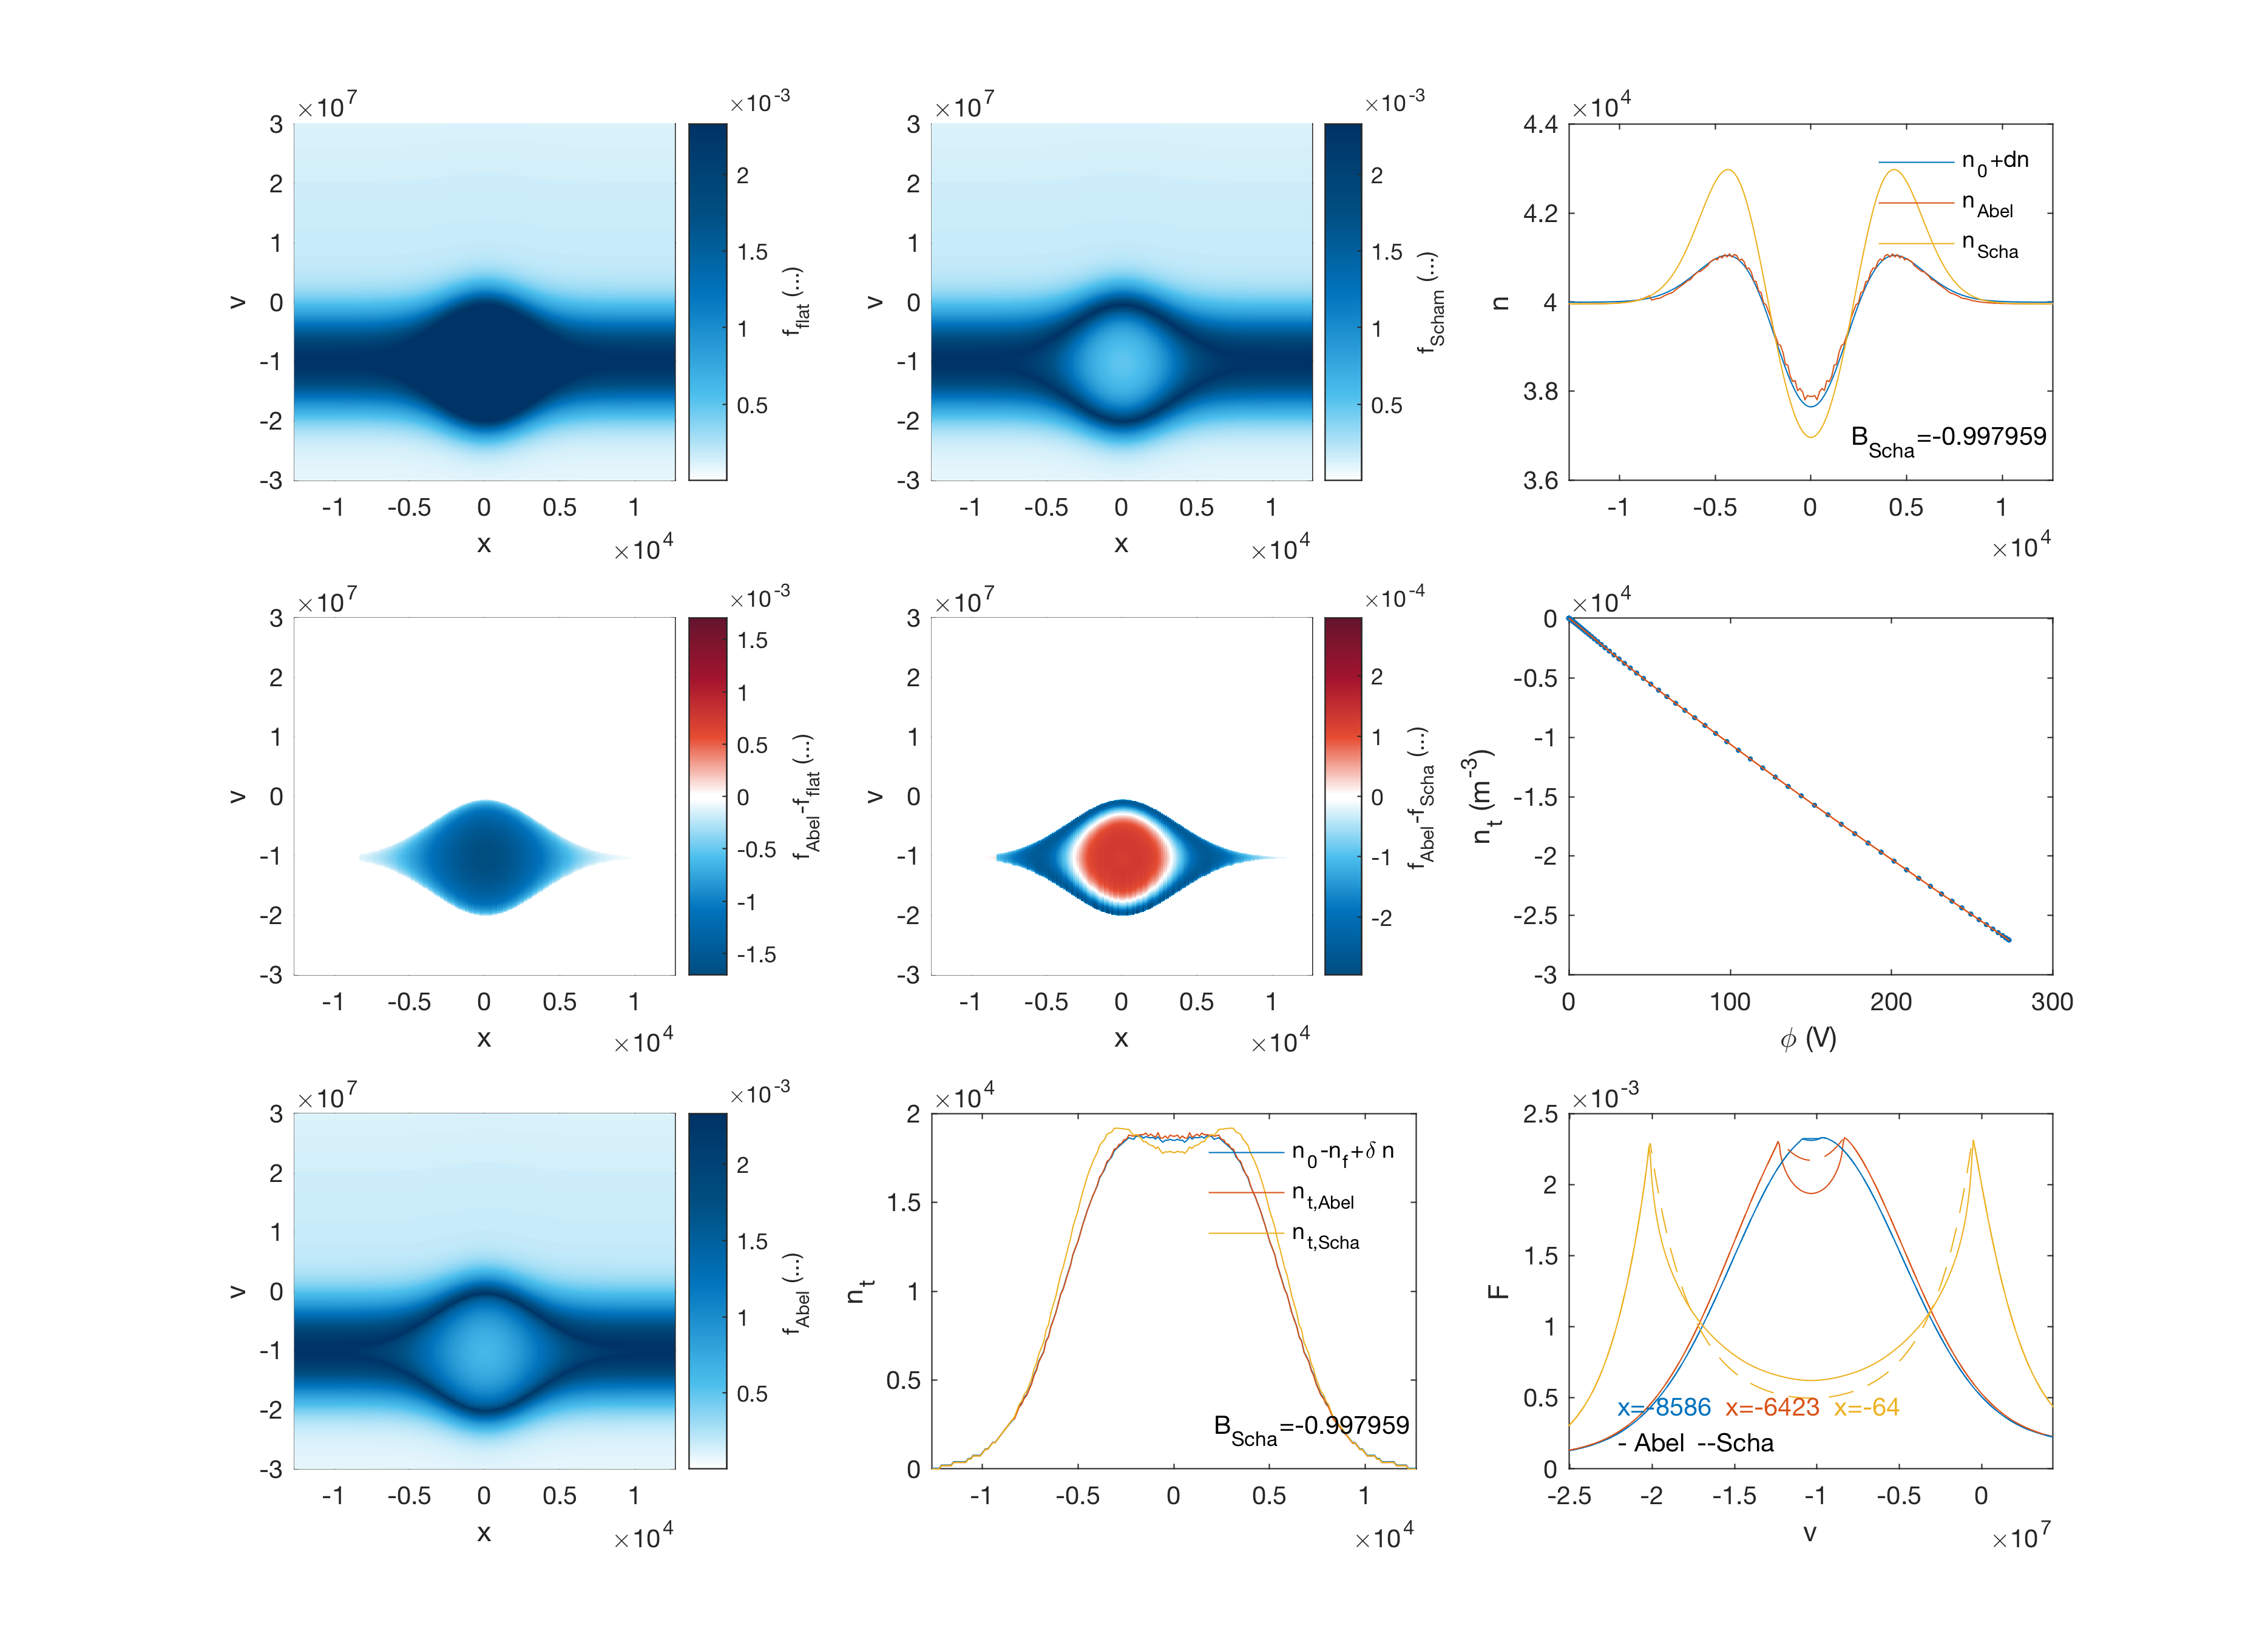 ×10^7
3
2
1
0
-1
-2
-3
v
-1 -0.5 0 0.5 1
x
×10^4
×10^-3
2
1.5
1
0.5
f_flat (...)
×10^7
3
2
1
0
-1
-2
-3
v
-1 -0.5 0 0.5 1
x
×10^4
×10^-3
2
1.5
1
0.5
f_Scham (...)
×10^4
4.4
4.2
4
3.8
3.6
n
n_0+dn
n_Abel
n_Scha
B_Scha=-0.997959
-1 -0.5 0 0.5 1
×10^4
×10^7
3
2
1
0
-1
-2
-3
v
-1 -0.5 0 0.5 1
x
×10^4
×10^-3
1.5
1
0.5
0
-0.5
-1
-1.5
f_Abel-f_flat (...)
×10^7
3
2
1
0
-1
-2
-3
v
-1 -0.5 0 0.5 1
x
×10^4
×10^-4
2
1
0
-1
-2
f_Abel-f_Scha (...)
×10^4
0
-0.5
-1
-1.5
-2
-2.5
-3
n_t (m^-3)
0 100 200 300
ϕ (V)
×10^7
3
2
1
0
-1
-2
-3
v
-1 -0.5 0 0.5 1
x
×10^4
×10^-3
2
1.5
1
0.5
f_Abel (...)
×10^4
2
1.5
1
0.5
0
n_t
n_0-n_f+δ n
n_t,Abel
n_t,Scha
B_Scha=-0.997959
-1 -0.5 0 0.5 1
×10^4
×10^-3
2.5
2
1.5
1
0.5
0
F
x=-8586 x=-6423 x=-64
- Abel --Scha
-2.5 -2 -1.5 -1 -0.5 0
v
×10^7